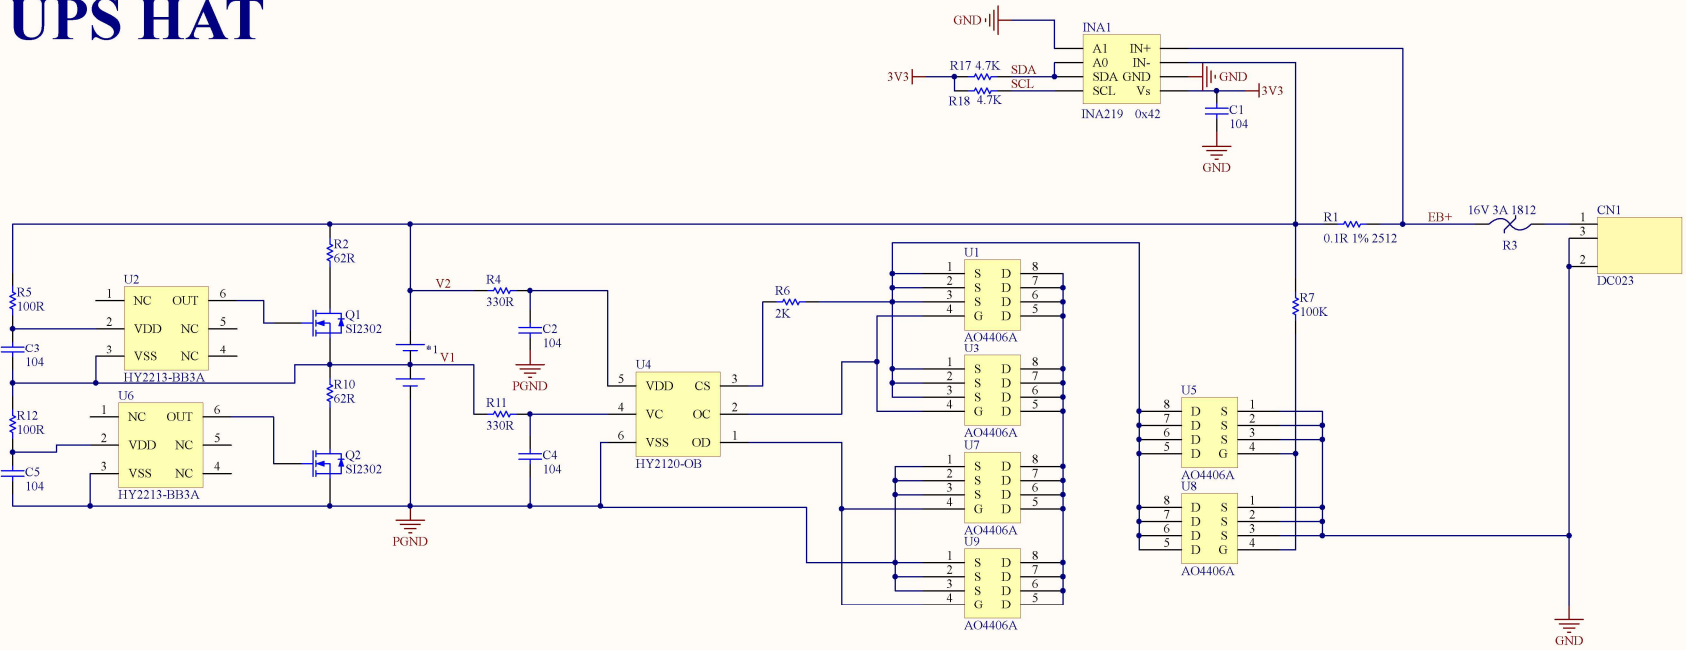 UPS HAT
GND
INA1
A1 IN+
A0 IN-
SDA GND
SCL Vs
INA219 0x42
3V3
R17 4.7K
SDA
SCL
R18 4.7K
GND
3V3
C1
104
GND
R1
0.1R 1% 2512
EB+
16V 3A 1812
R3
CN1
1
3
2
DC023
R2
62R
R5
100R
C3
104
U2
1 NC OUT 6
2 VDD NC 5
3 VSS NC 4
HY2213-BB3A
Q1
SI2302
V2
R4
330R
C2
104
PGND
*1
V1
R10
62R
R12
100R
C5
104
U6
1 NC OUT 6
2 VDD NC 5
3 VSS NC 4
HY2213-BB3A
Q2
SI2302
PGND
R11
330R
C4
104
U4
5 VDD CS 3
4 VC OC 2
6 VSS OD 1
HY2120-OB
R6
2K
U1
1 S D 8
2 S D 7
3 S D 6
4 G D 5
AO4406A
U3
1 S D 8
2 S D 7
3 S D 6
4 G D 5
AO4406A
U7
1 S D 8
2 S D 7
3 S D 6
4 G D 5
AO4406A
U9
1 S D 8
2 S D 7
3 S D 6
4 G D 5
AO4406A
R7
100K
U5
8 D S 1
7 D S 2
6 D S 3
5 D G 4
AO4406A
U8
8 D S 1
7 D S 2
6 D S 3
5 D G 4
AO4406A
GND